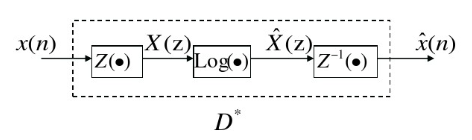 x(n) Z(•) X(z) Log(•) X̂(z) Z⁻¹(•) x̂(n)
D*